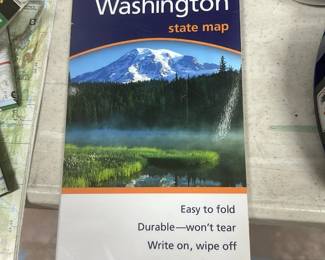 Washington
state map
Easy to fold
Durable—won't tear
Write on, wipe off